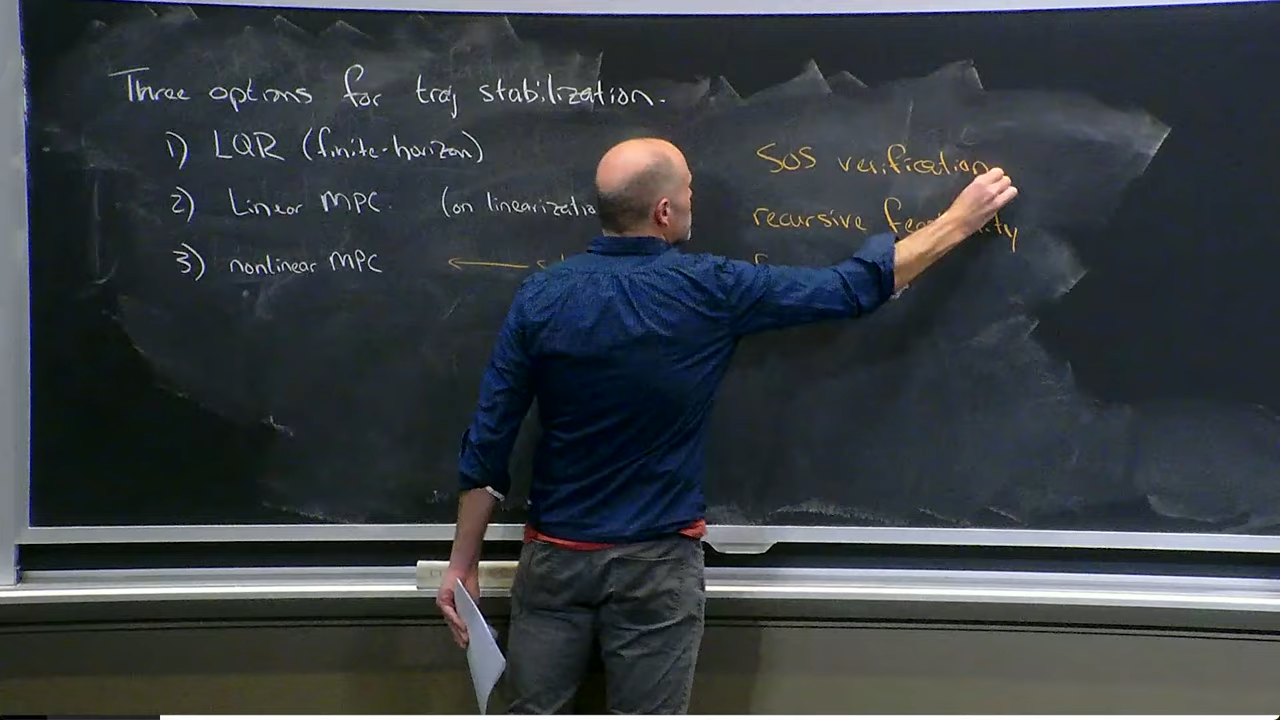 Three options for traj stabilization.
1) LQR (finite-horizon)
SOS verification
2) Linear MPC. (on linearizatio
recursive
3) nonlinear MPC ←